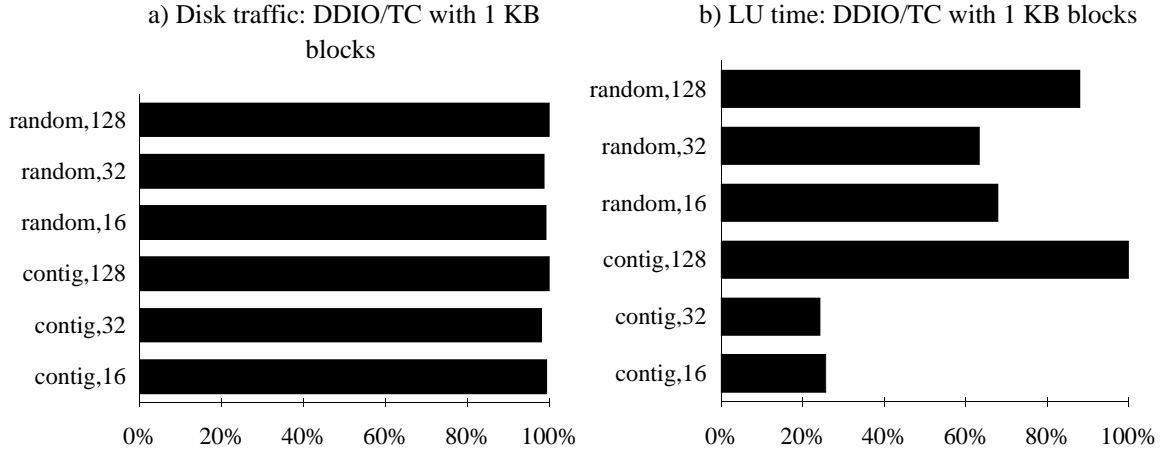 a) Disk traffic: DDIO/TC with 1 KB
blocks
random,128
random,32
random,16
contig,128
contig,32
contig,16
0% 20% 40% 60% 80% 100%
b) LU time: DDIO/TC with 1 KB blocks
random,128
random,32
random,16
contig,128
contig,32
contig,16
0% 20% 40% 60% 80% 100%